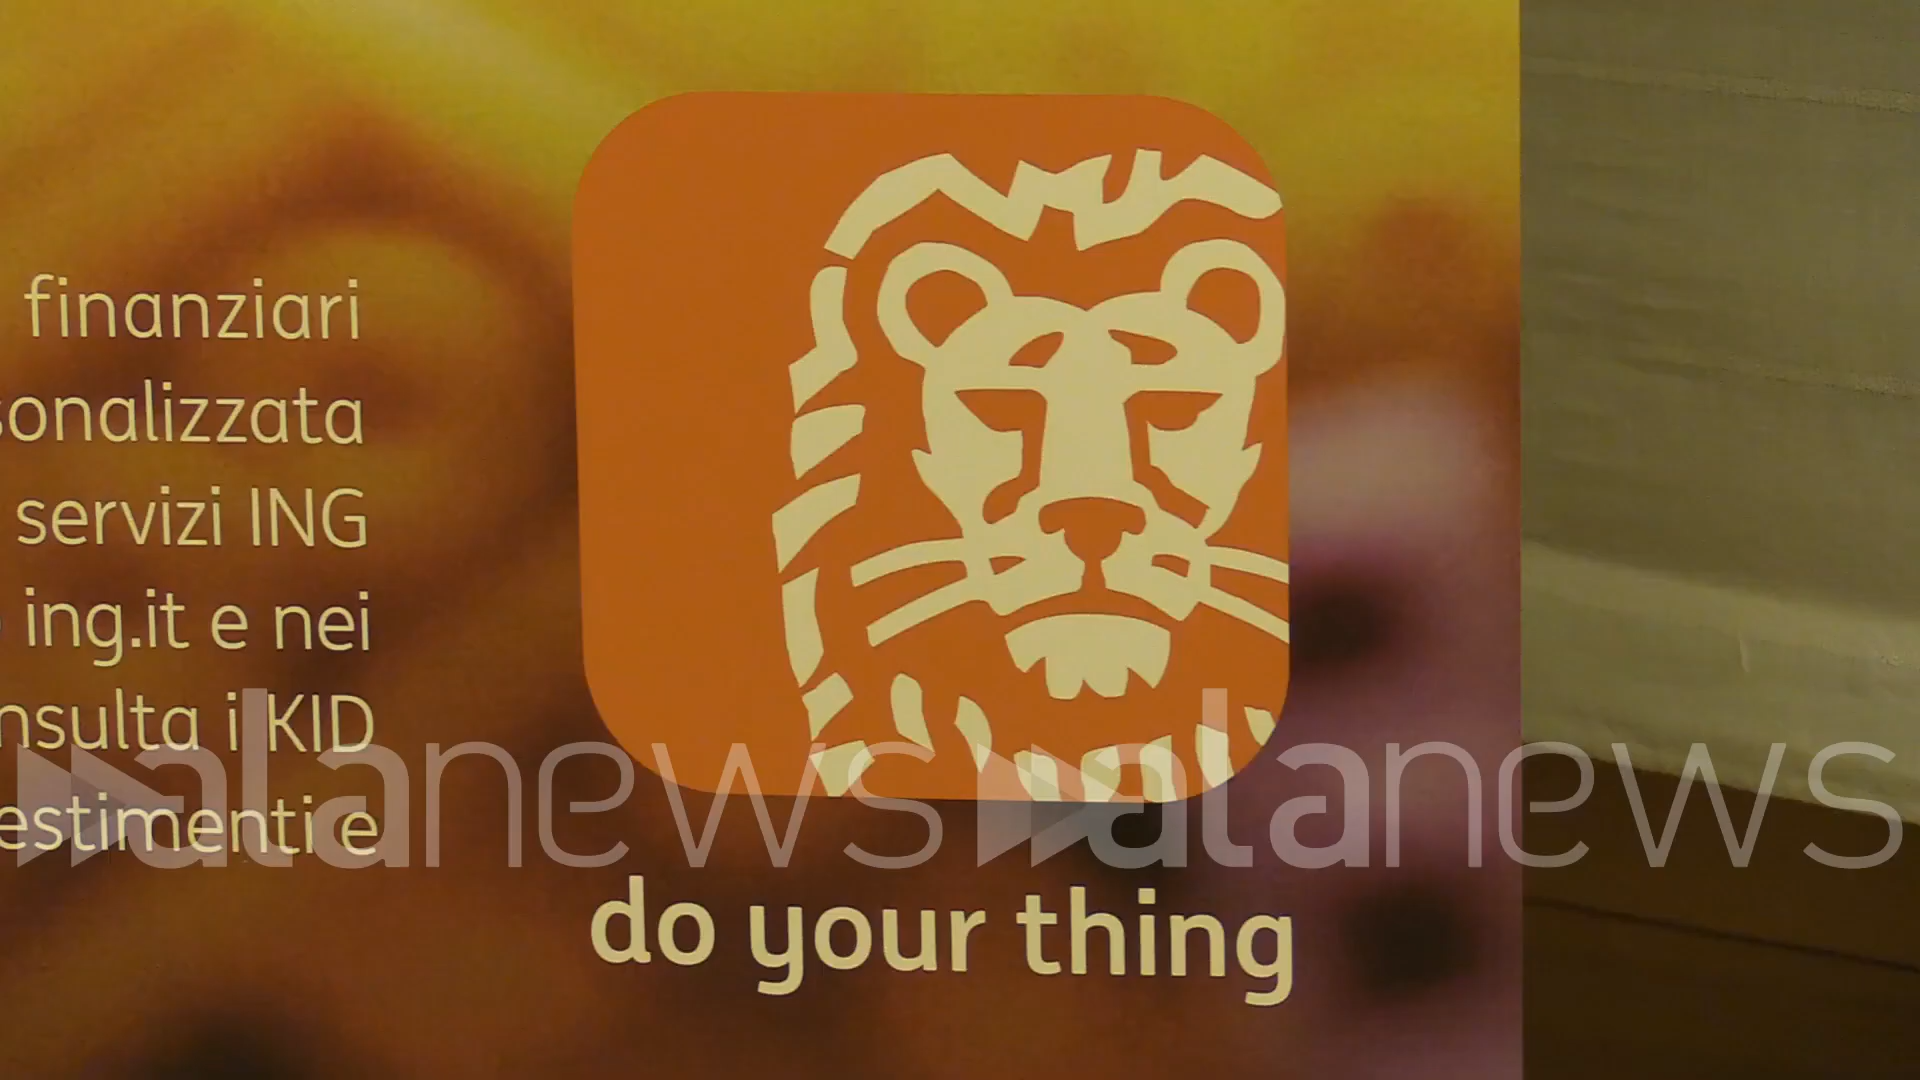 finanziari
sonalizzata
servizi ING
ing.it e nei
nsulta i KID
estimenti e
alanews alanews
do your thing